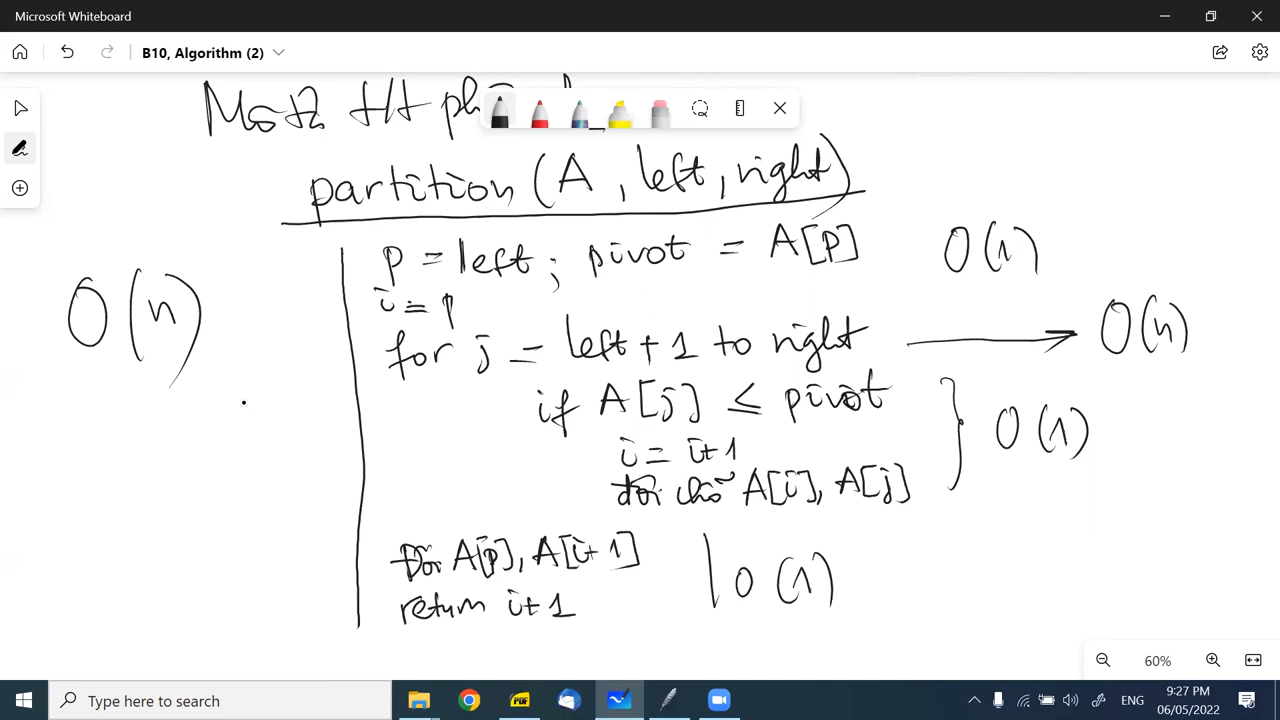 Microsoft Whiteboard
B10, Algorithm (2)
partition (A, left, right)
p = left; pivot = A[p]
O(1)
i = p
for j = left + 1 to right
O(n)
if A[j] ≤ pivot
i = i+1
đổi chỗ A[i], A[j]
O(1)
Đổi A[p], A[i+1]
return i+1
O(1)
O(n)
60%
Type here to search
PDF
ENG
9:27 PM
06/05/2022